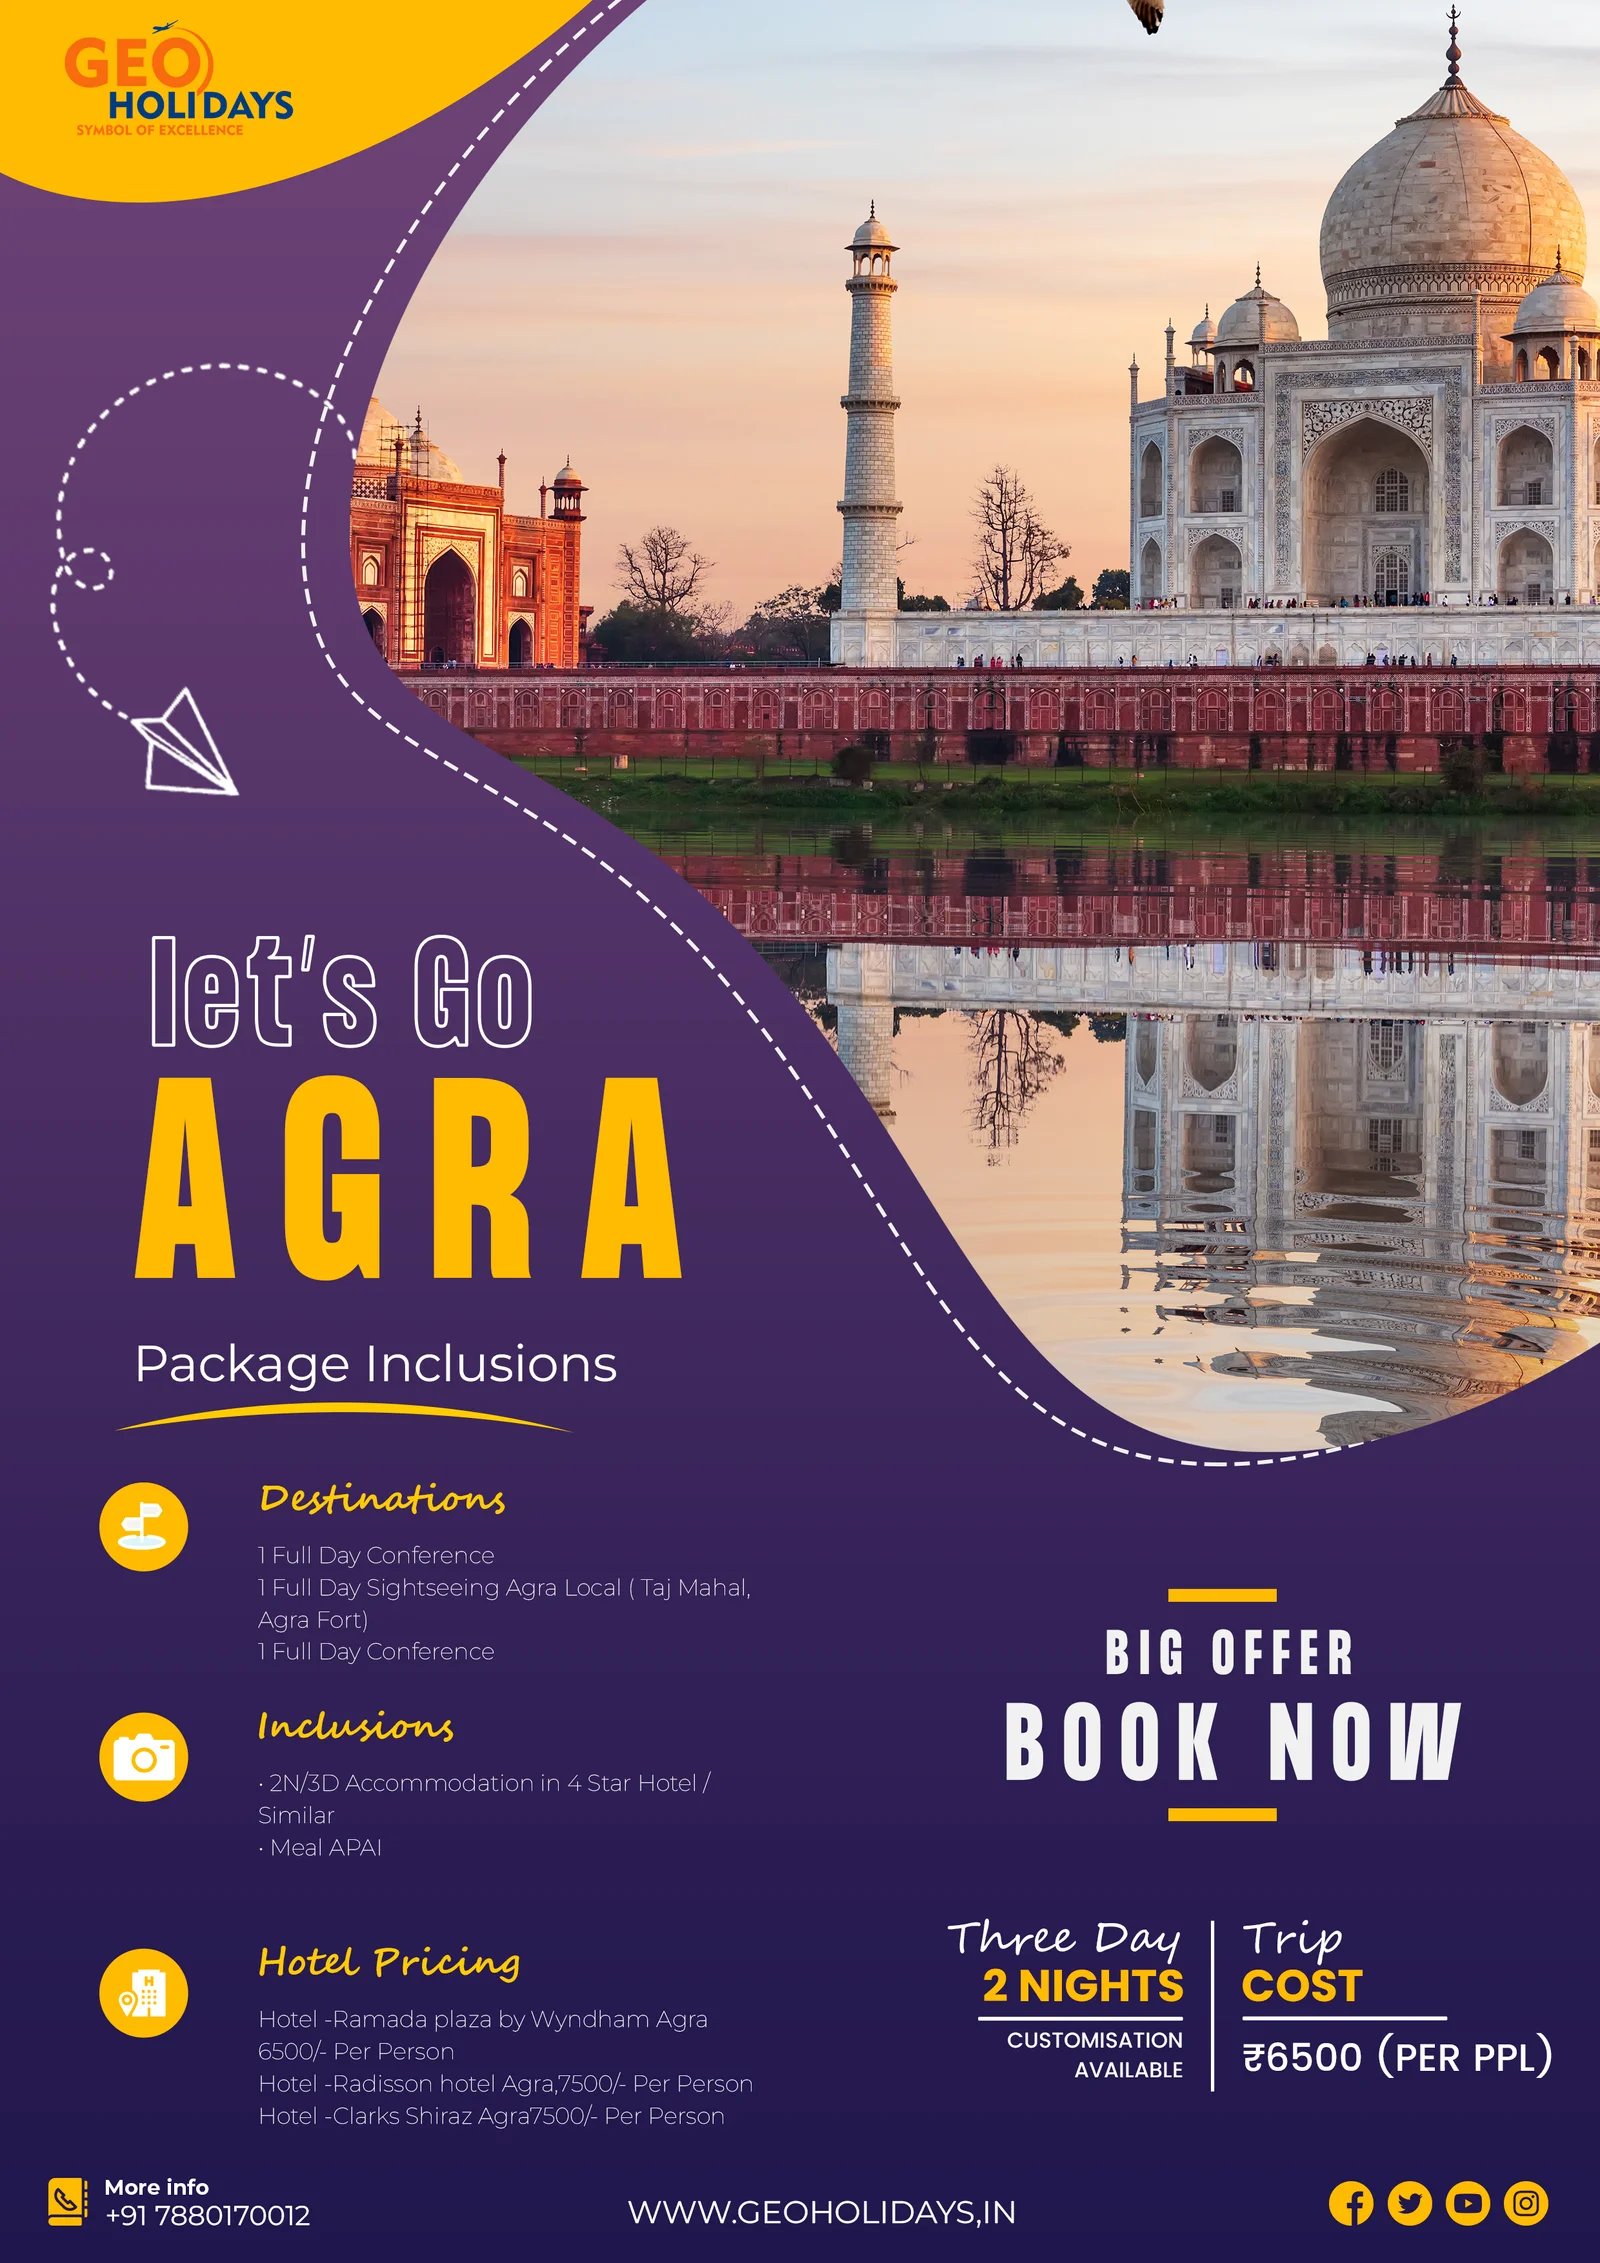 GEO
HOLIDAYS
SYMBOL OF EXCELLENCE
let's Go
AGRA
Package Inclusions
Destinations
1 Full Day Conference
1 Full Day Sightseeing Agra Local ( Taj Mahal,
Agra Fort)
1 Full Day Conference
Inclusions
· 2N/3D Accommodation in 4 Star Hotel /
Similar
· Meal APAI
Hotel Pricing
Hotel -Ramada plaza by Wyndham Agra
6500/- Per Person
Hotel -Radisson hotel Agra,7500/- Per Person
Hotel -Clarks Shiraz Agra7500/- Per Person
BIG OFFER
BOOK NOW
Three Day
2 NIGHTS
CUSTOMISATION
AVAILABLE
Trip
COST
₹6500 (PER PPL)
More info
+91 7880170012
WWW.GEOHOLIDAYS,IN